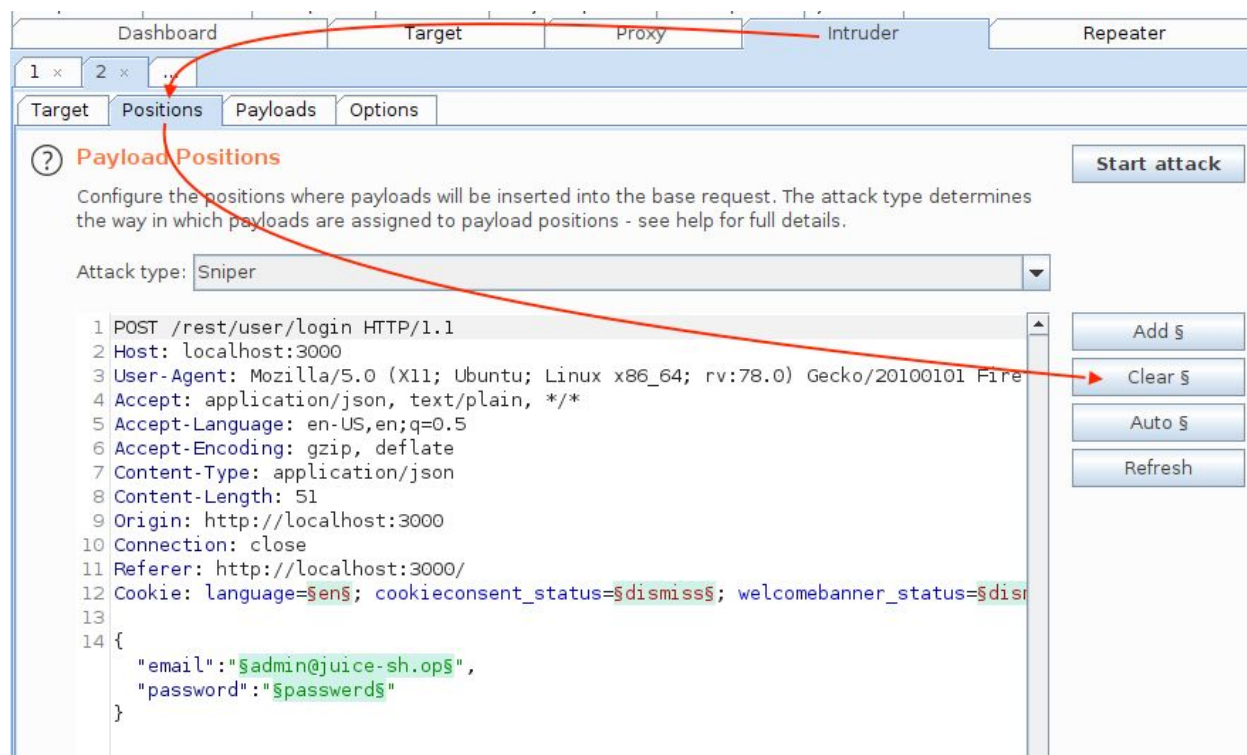 Dashboard Target Proxy Intruder Repeater
1 × 2 × ...
Target Positions Payloads Options
? Payload Positions
Start attack
Configure the positions where payloads will be inserted into the base request. The attack type determines
the way in which payloads are assigned to payload positions - see help for full details.
Attack type: Sniper
1 POST /rest/user/login HTTP/1.1
2 Host: localhost:3000
3 User-Agent: Mozilla/5.0 (X11; Ubuntu; Linux x86_64; rv:78.0) Gecko/20100101 Fire
4 Accept: application/json, text/plain, */*
5 Accept-Language: en-US,en;q=0.5
6 Accept-Encoding: gzip, deflate
7 Content-Type: application/json
8 Content-Length: 51
9 Origin: http://localhost:3000
10 Connection: close
11 Referer: http://localhost:3000/
12 Cookie: language=§en§; cookieconsent_status=§dismiss§; welcomebanner_status=§dis
13
14 {
"email":"§admin@juice-sh.op§",
"password":"§passwerd§"
}
Add §
Clear §
Auto §
Refresh